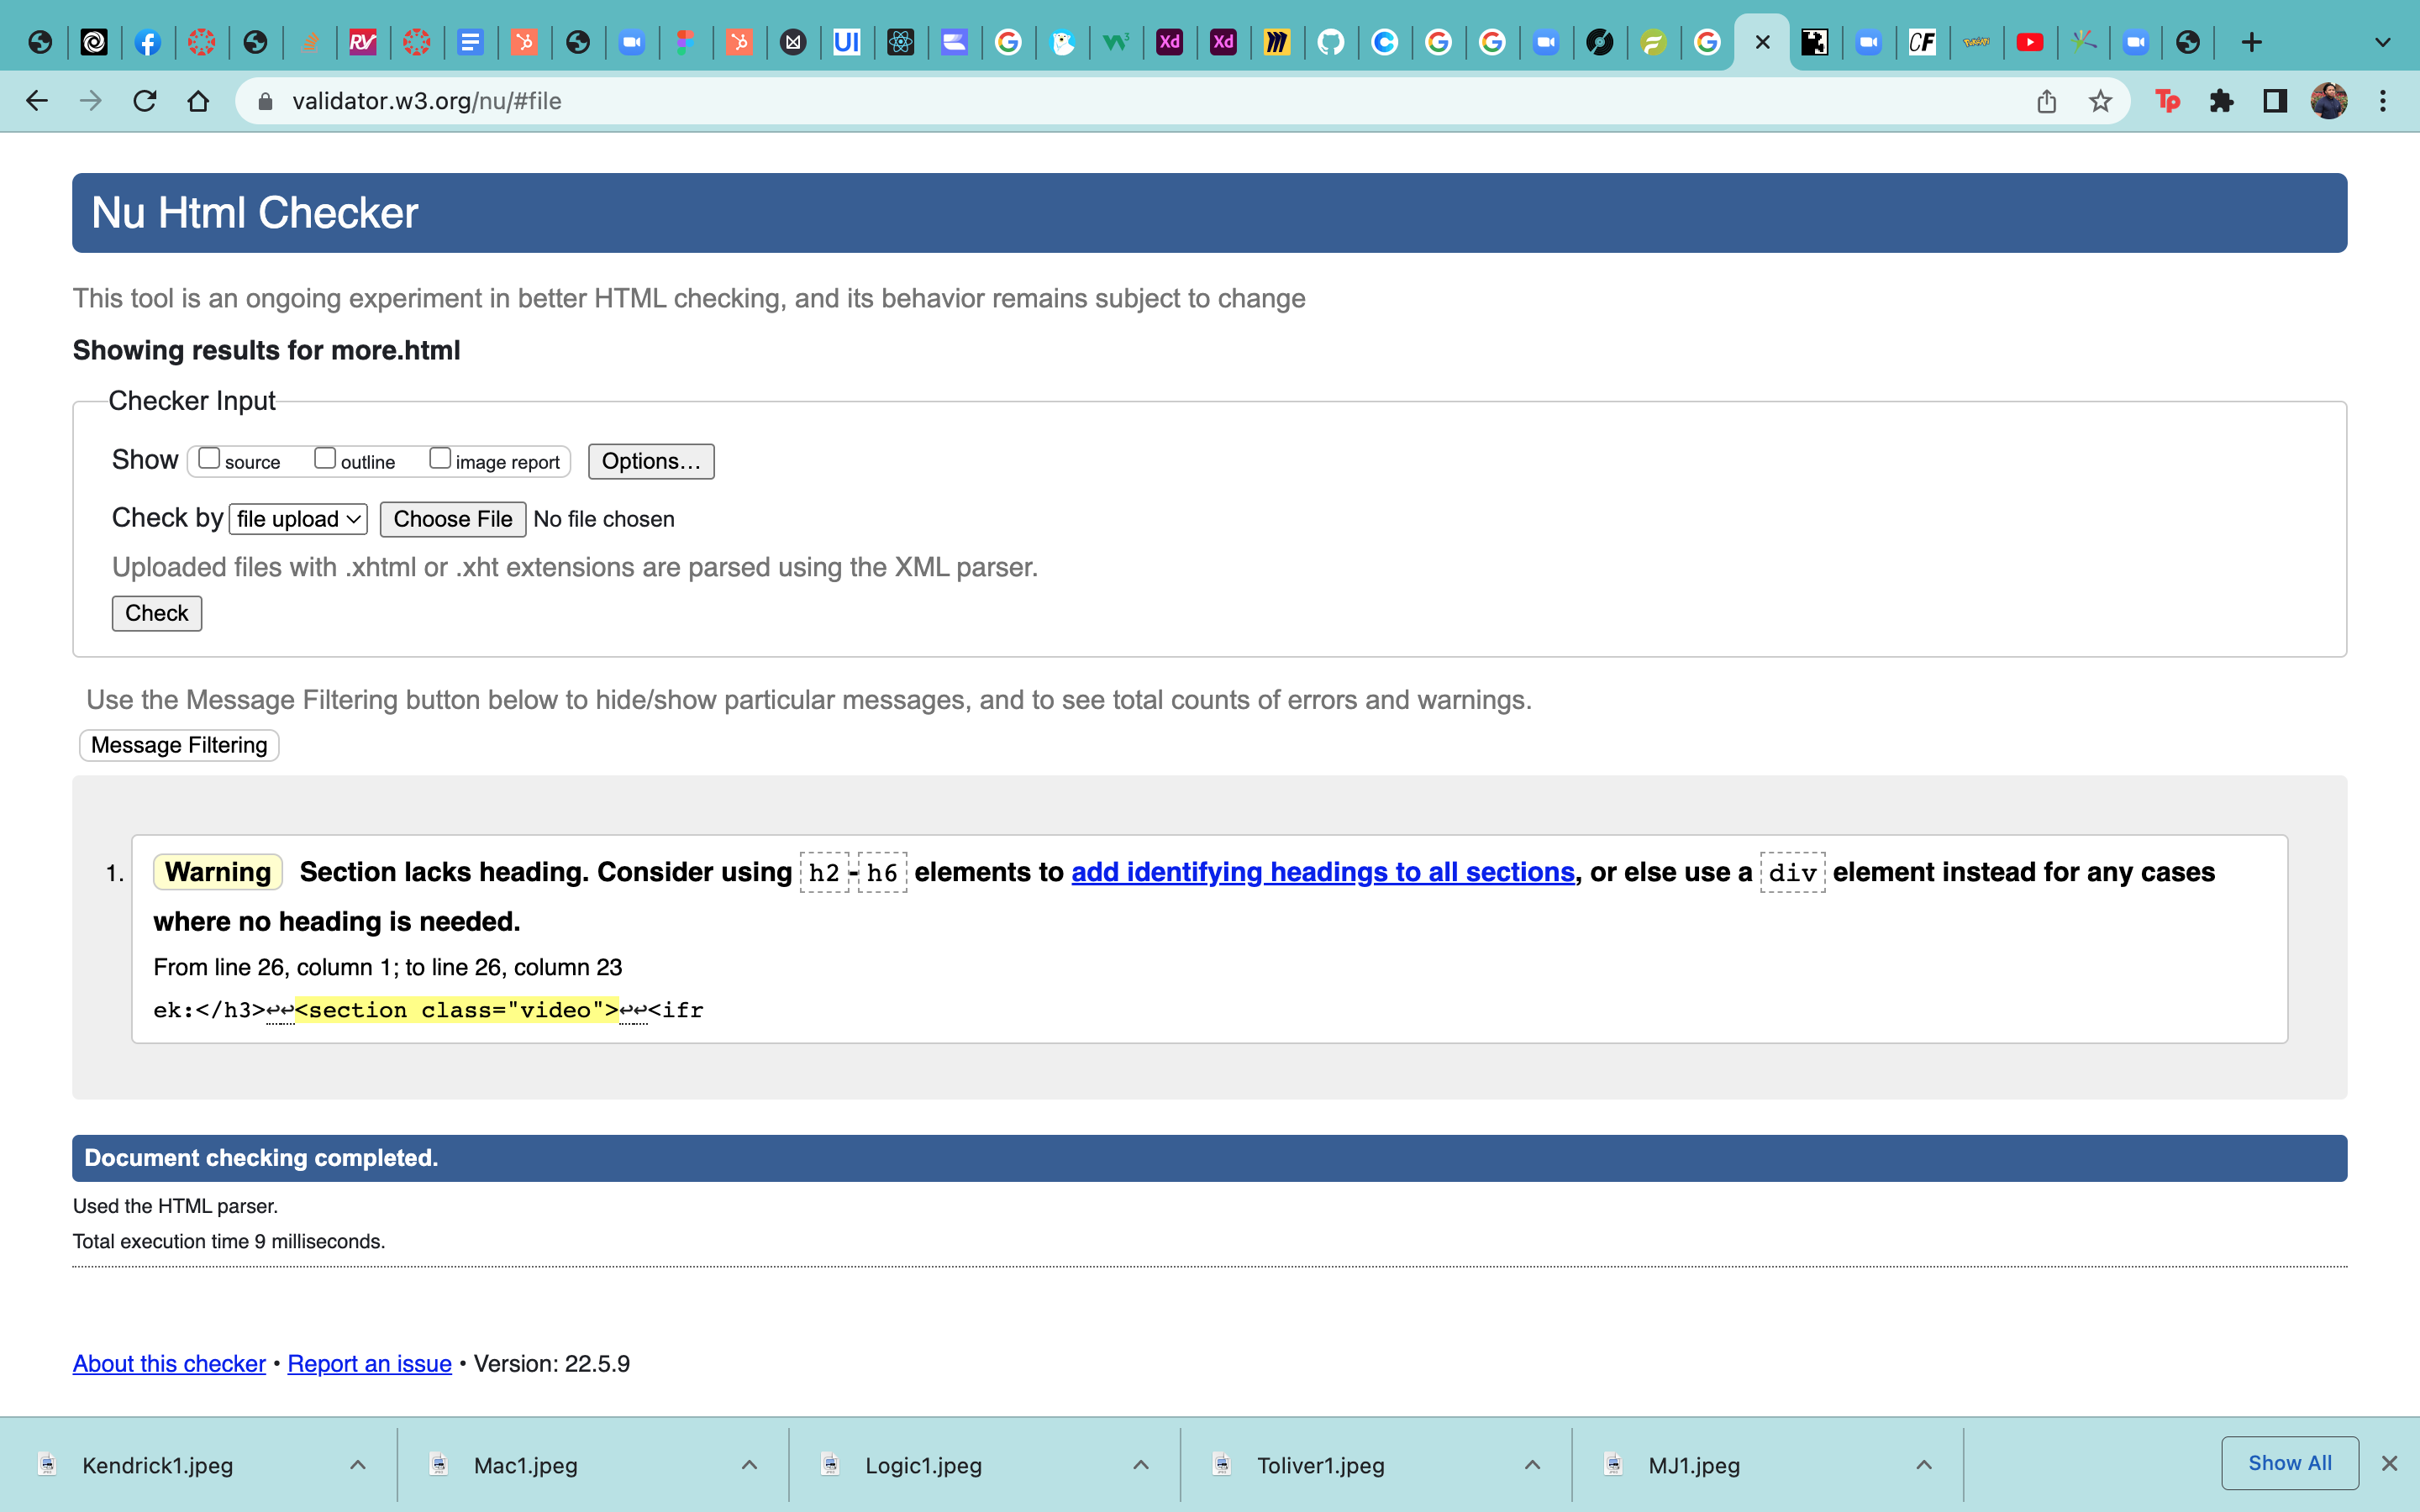 validator.w3.org/nu/#file
Nu Html Checker
This tool is an ongoing experiment in better HTML checking, and its behavior remains subject to change
Showing results for more.html
Checker Input
Show source outline image report Options...
Check by file upload Choose File No file chosen
Uploaded files with .xhtml or .xht extensions are parsed using the XML parser.
Check
Use the Message Filtering button below to hide/show particular messages, and to see total counts of errors and warnings.
Message Filtering
1. Warning Section lacks heading. Consider using h2-h6 elements to add identifying headings to all sections, or else use a div element instead for any cases
where no heading is needed.
From line 26, column 1; to line 26, column 23
ek:</h3>↩↩<section class="video">↩↩<ifr
Document checking completed.
Used the HTML parser.
Total execution time 9 milliseconds.
About this checker • Report an issue • Version: 22.5.9
Kendrick1.jpeg Mac1.jpeg Logic1.jpeg Toliver1.jpeg MJ1.jpeg Show All